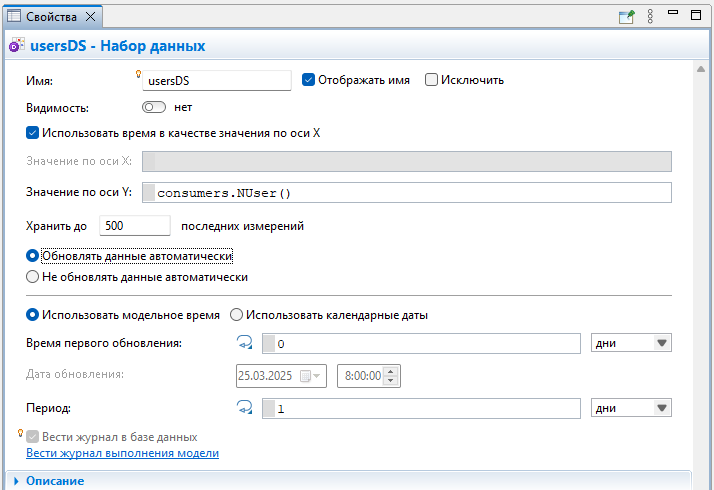 Свойства
usersDS - Набор данных
Имя: usersDS Отображать имя Исключить
Видимость: нет
Использовать время в качестве значения по оси X
Значение по оси X:
Значение по оси Y: consumers.NUser()
Хранить до 500 последних измерений
Обновлять данные автоматически
Не обновлять данные автоматически
Использовать модельное время Использовать календарные даты
Время первого обновления: 0 дни
Дата обновления: 25.03.2025 8:00:00
Период: 1 дни
Вести журнал в базе данных
Вести журнал выполнения модели
Описание